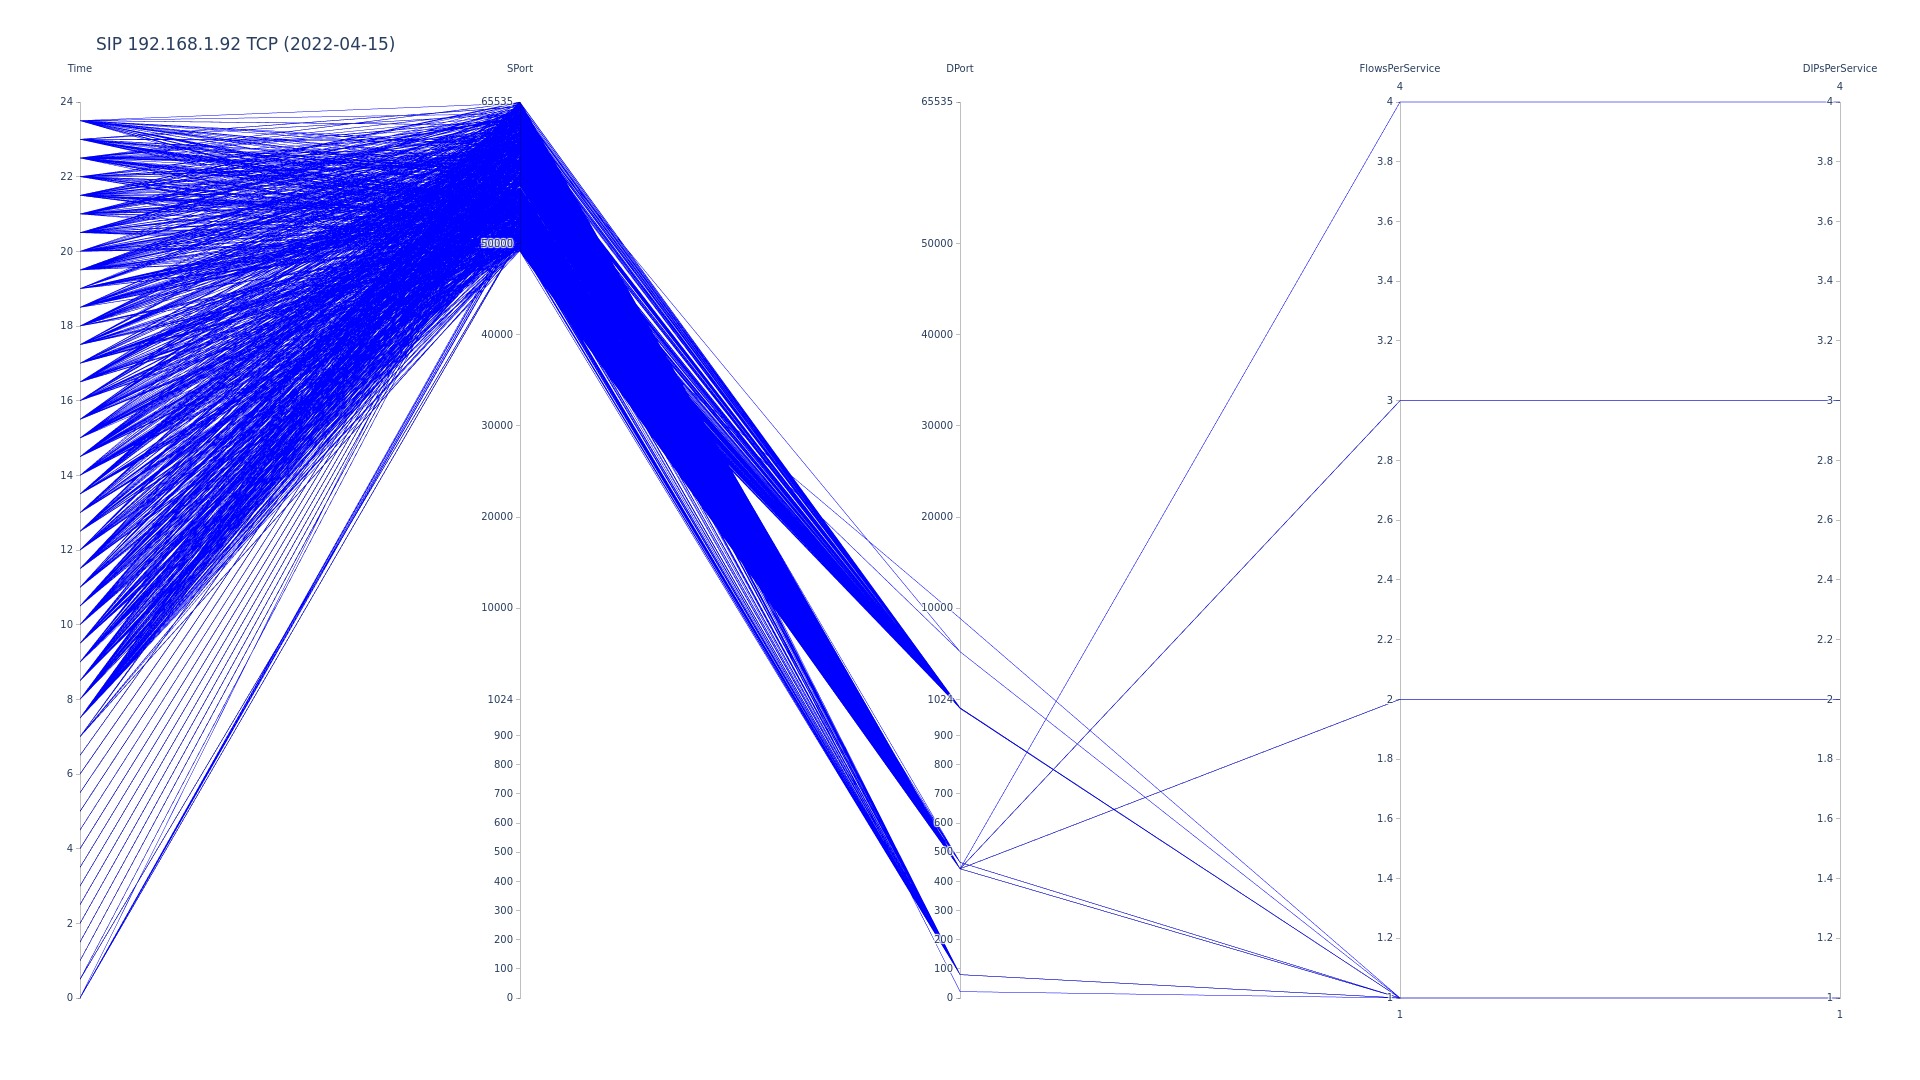 SIP 192.168.1.92 TCP (2022-04-15)
Time SPort DPort FlowsPerService DIPsPerService
4 4
24 65535 65535 4 4
3.8 3.8
22
3.6 3.6
20 50000 50000
3.4 3.4
18 40000 40000
3.2 3.2
16 3 3
30000 30000
2.8 2.8
14
20000 20000 2.6 2.6
12
2.4 2.4
10 10000 10000
2.2 2.2
8 1024 1024 2 2
900 900
6 800 800 1.8 1.8
700 700
600 600 1.6 1.6
4 500 500
400 400 1.4 1.4
300 300
2 200 200 1.2 1.2
100 100
0 0 0 1 1
1 1